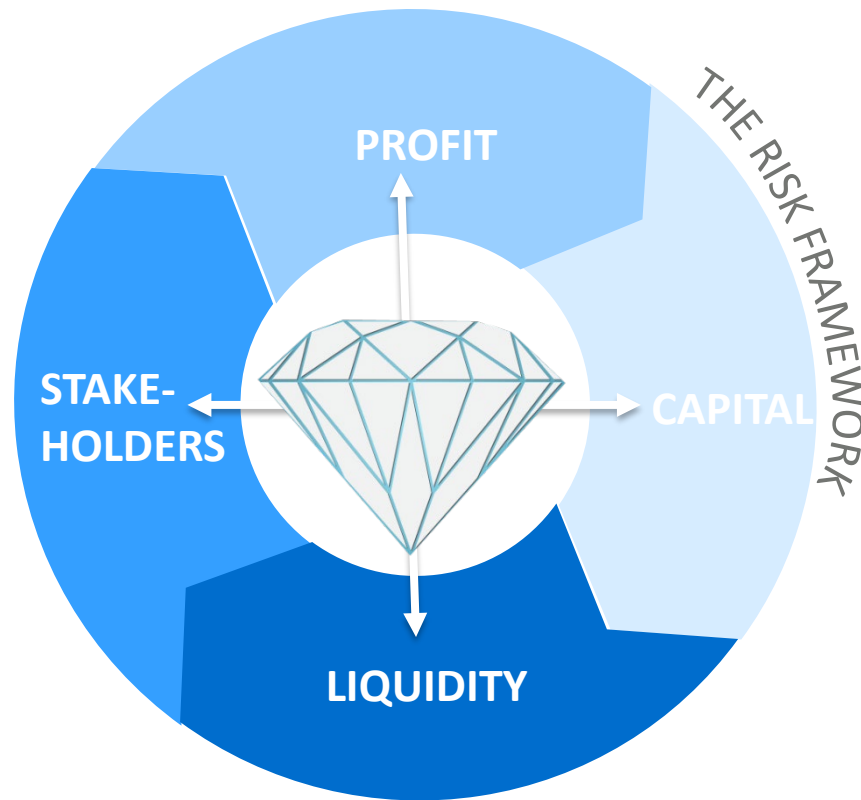 PROFIT
THE RISK FRAMEWORK
STAKE-
HOLDERS
CAPITAL
LIQUIDITY